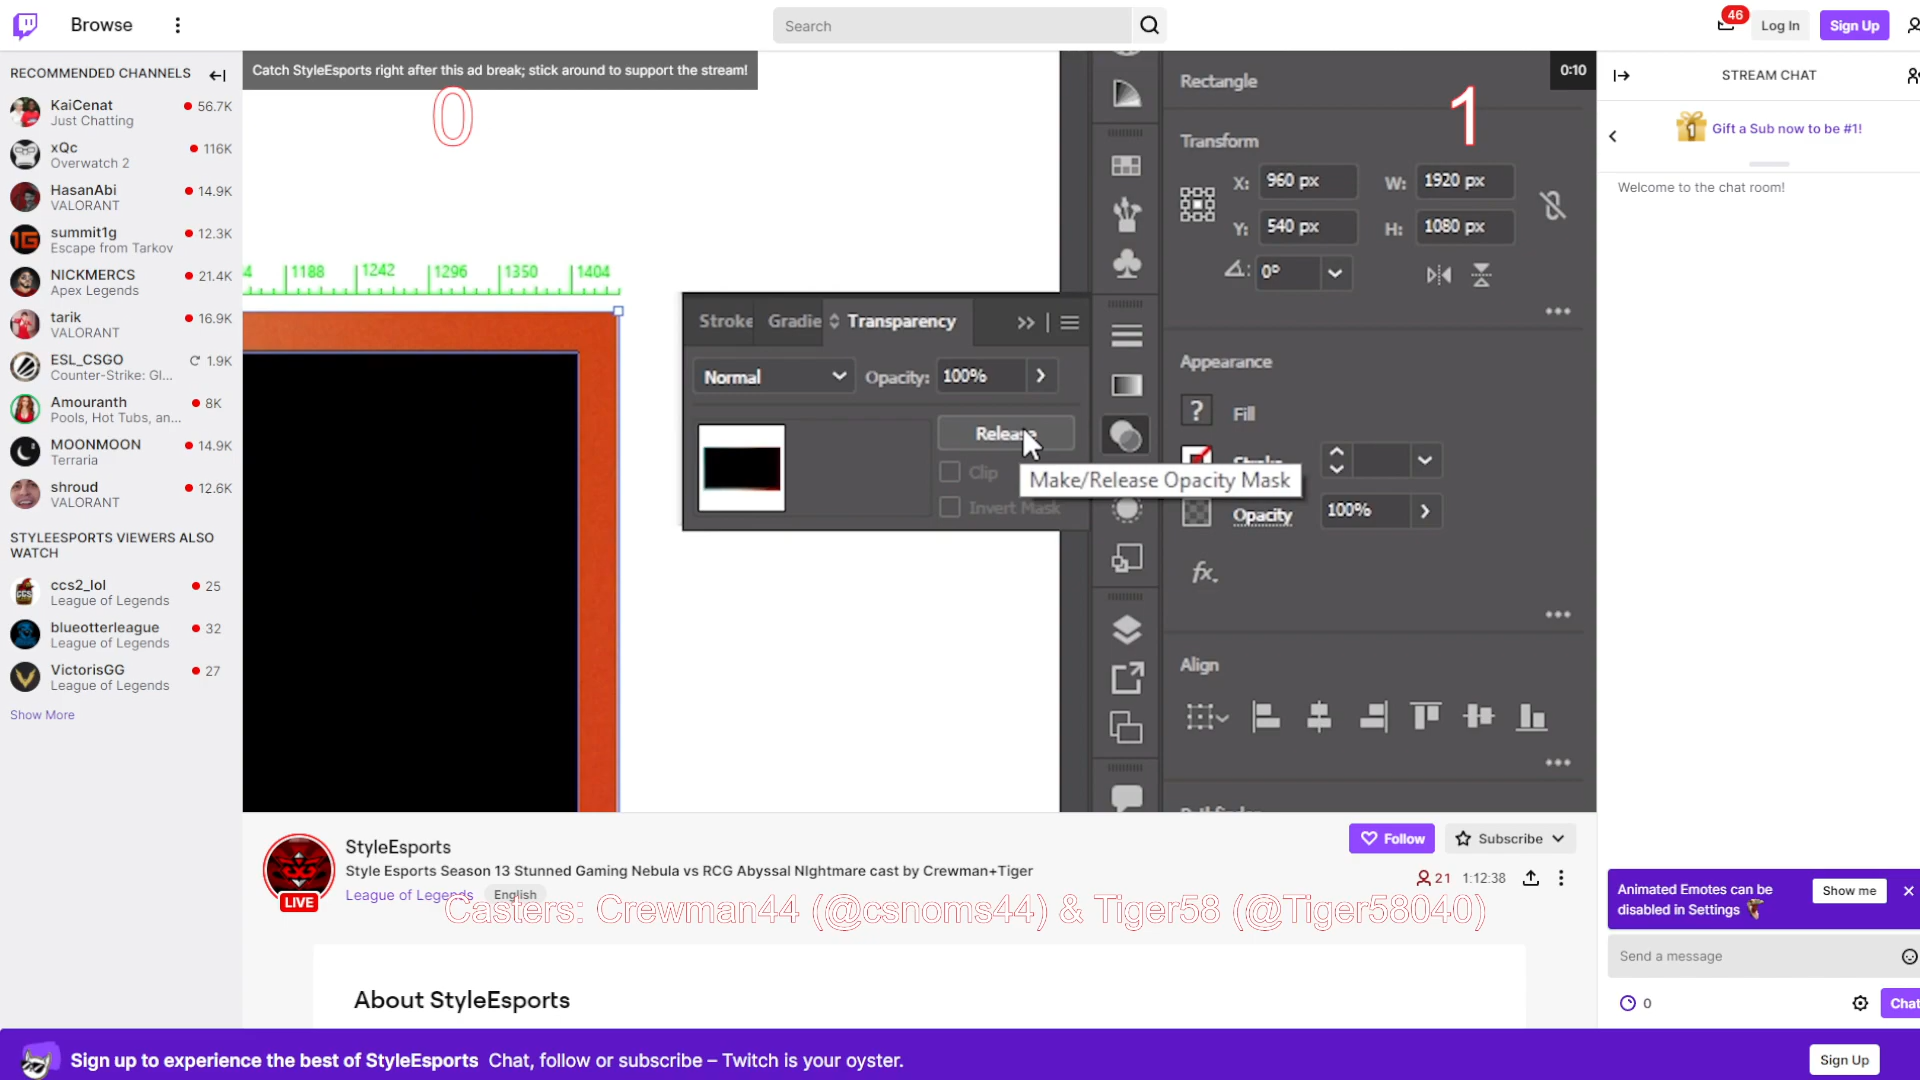 Browse
Search
46
Log In
Sign Up
RECOMMENDED CHANNELS
KaiCenat
56.7K
Just Chatting
xQc
116K
Overwatch 2
HasanAbi
14.9K
VALORANT
summit1g
12.3K
Escape from Tarkov
NICKMERCS
21.4K
Apex Legends
tarik
16.9K
VALORANT
ESL_CSGO
1.9K
Counter-Strike: Gl...
Amouranth
8K
Pools, Hot Tubs, an...
MOONMOON
14.9K
Terraria
shroud
12.6K
VALORANT
STYLEESPORTS VIEWERS ALSO
WATCH
ccs2_lol
25
League of Legends
blueotterleague
32
League of Legends
VictorisGG
27
League of Legends
Show More
Catch StyleEsports right after this ad break; stick around to support the stream!
0:10
0
1
4 1188 1242 1296 1350 1404
Stroke Gradie Transparency
Normal Opacity: 100%
Release
Clip
Make/Release Opacity Mask
Invert Mask
Rectangle
Transform
X: 960 px W: 1920 px
Y: 540 px H: 1080 px
0°
Appearance
? Fill
Stroke
Opacity 100%
fx.
Align
StyleEsports
Follow
Subscribe
Style Esports Season 13 Stunned Gaming Nebula vs RCG Abyssal NIghtmare cast by Crewman+Tiger
21 1:12:38
League of Legends English
LIVE
Casters: Crewman44 (@csnoms44) & Tiger58 (@Tiger58040)
About StyleEsports
STREAM CHAT
1
Gift a Sub now to be #1!
Welcome to the chat room!
Animated Emotes can be
disabled in Settings
Show me
Send a message
0
Chat
Sign up to experience the best of StyleEsports Chat, follow or subscribe – Twitch is your oyster.
Sign Up